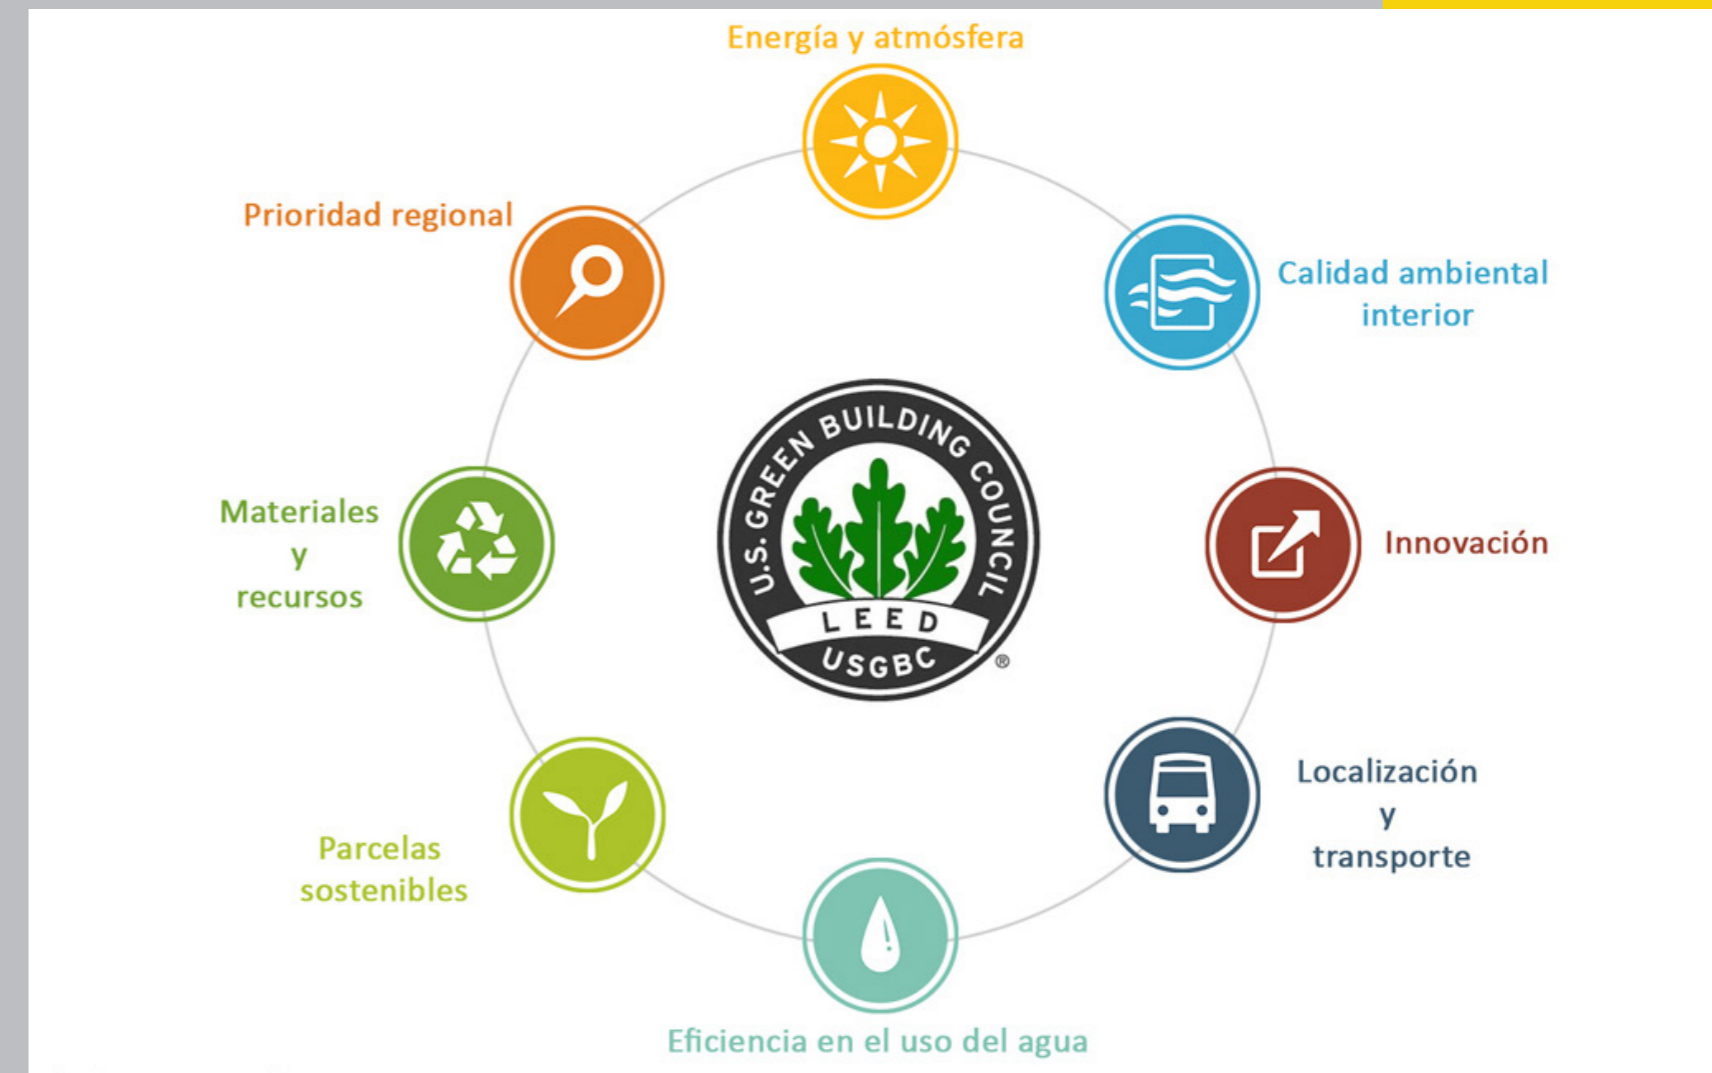 Energía y atmósfera
Prioridad regional
Calidad ambiental
interior
U.S. GREEN BUILDING COUNCIL
LEED
USGBC
®
Materiales
y
recursos
Innovación
Localización
y
transporte
Parcelas
sostenibles
Eficiencia en el uso del agua